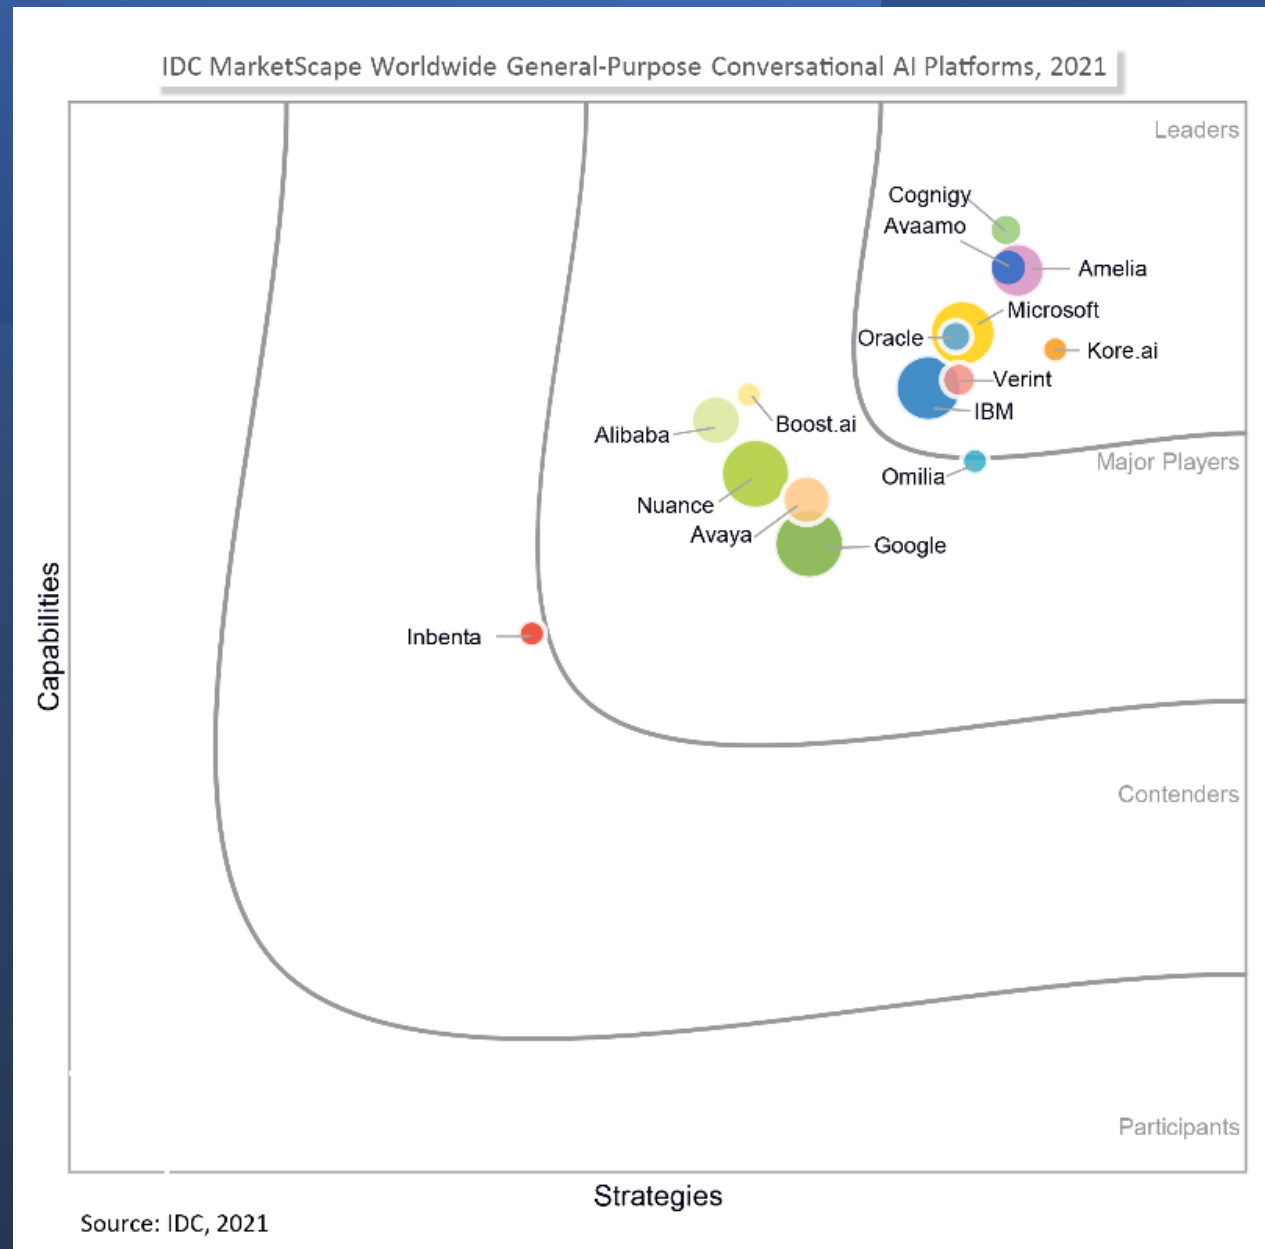 IDC MarketScape Worldwide General-Purpose Conversational AI Platforms, 2021
Leaders
Cognigy
Avaamo
Amelia
Microsoft
Oracle
Kore.ai
Verint
IBM
Boost.ai
Alibaba
Major Players
Omilia
Nuance
Avaya
Google
Inbenta
Capabilities
Contenders
Participants
Strategies
Source: IDC, 2021